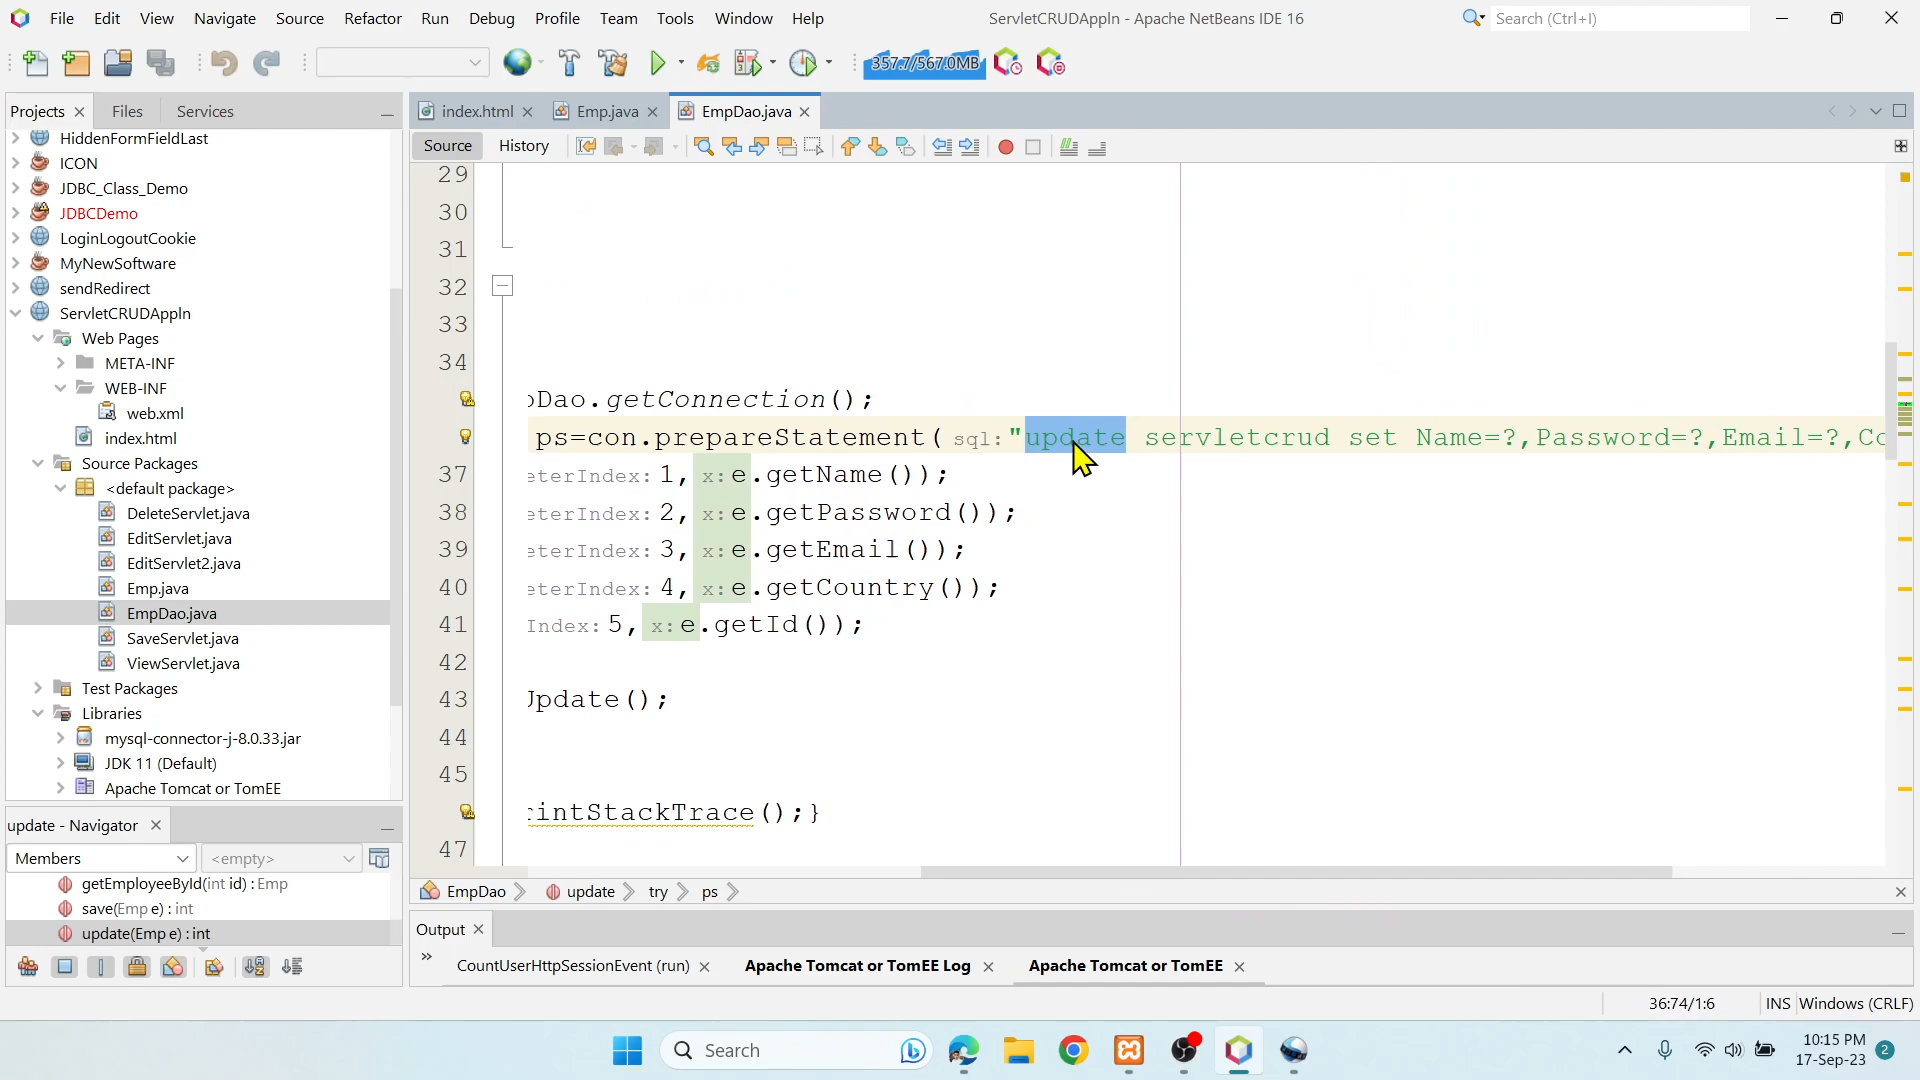 File Edit View Navigate Source Refactor Run Debug Profile Team Tools Window Help ServletCRUDAppln - Apache NetBeans IDE 16 Search (Ctrl+I)
357.7/567.0MB
Projects Files Services
index.html Emp.java EmpDao.java
Source History
HiddenFormFieldLast
ICON
JDBC_Class_Demo
JDBCDemo
LoginLogoutCookie
MyNewSoftware
sendRedirect
ServletCRUDAppln
Web Pages
META-INF
WEB-INF
web.xml
index.html
Source Packages
<default package>
DeleteServlet.java
EditServlet.java
EditServlet2.java
Emp.java
EmpDao.java
SaveServlet.java
ViewServlet.java
Test Packages
Libraries
mysql-connector-j-8.0.33.jar
JDK 11 (Default)
Apache Tomcat or TomEE
29
30
31
32
33
34
Dao.getConnection();
ps=con.prepareStatement( sql: "update servletcrud set Name=?,Password=?,Email=?,Co
37 eterIndex: 1, x: e.getName());
38 eterIndex: 2, x: e.getPassword());
39 eterIndex: 3, x: e.getEmail());
40 eterIndex: 4, x: e.getCountry());
41 Index: 5, x: e.getId());
42
43 Update();
44
45
rintStackTrace();}
47
update - Navigator
Members <empty>
getEmployeeById(int id) : Emp
save(Emp e) : int
update(Emp e) : int
EmpDao update try ps
Output
CountUserHttpSessionEvent (run) Apache Tomcat or TomEE Log Apache Tomcat or TomEE
36:74/1:6 INS Windows (CRLF)
Search
10:15 PM
17-Sep-23
2